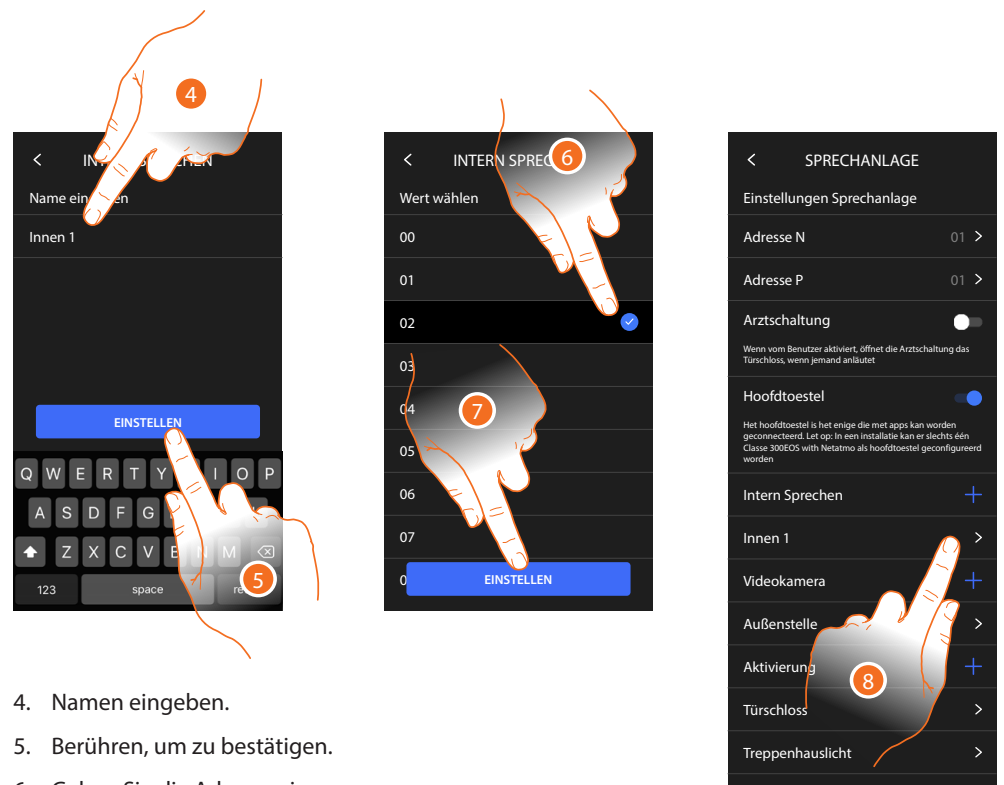 4
INTERN SPRECHEN
Name eingeben
Innen 1
EINSTELLEN
Q W E R T Y I O P
A S D F G
Z X C V B N M
123 space
5
6
INTERN SPREC
Wert wählen
00
01
02
03
04
7
05
06
07
0
EINSTELLEN
SPRECHANLAGE
Einstellungen Sprechanlage
Adresse N 01
Adresse P 01
Arztschaltung
Wenn vom Benutzer aktiviert, öffnet die Arztschaltung das
Türschloss, wenn jemand anläutet
Hoofdtoestel
Het hoofdtoestel is het enige die met apps kan worden
geconnecteerd. Let op: In een installatie kan er slechts één
Classe 300EOS with Netatmo als hoofdtoestel geconfigureerd
worden
Intern Sprechen
Innen 1
Videokamera
Außenstelle
Aktivierung
8
Türschloss
Treppenhauslicht
4. Namen eingeben.
5. Berühren, um zu bestätigen.